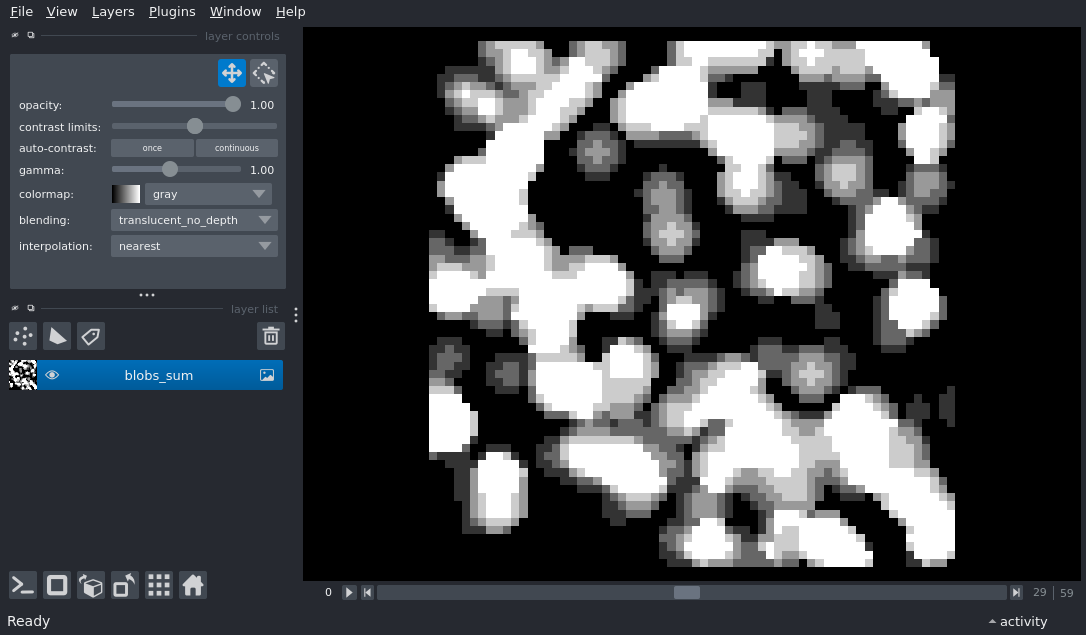 File View Layers Plugins Window Help
layer controls
opacity: 1.00
contrast limits:
auto-contrast: once continuous
gamma: 1.00
colormap: gray
blending: translucent_no_depth
interpolation: nearest
layer list
blobs_sum
0 29 59
Ready activity